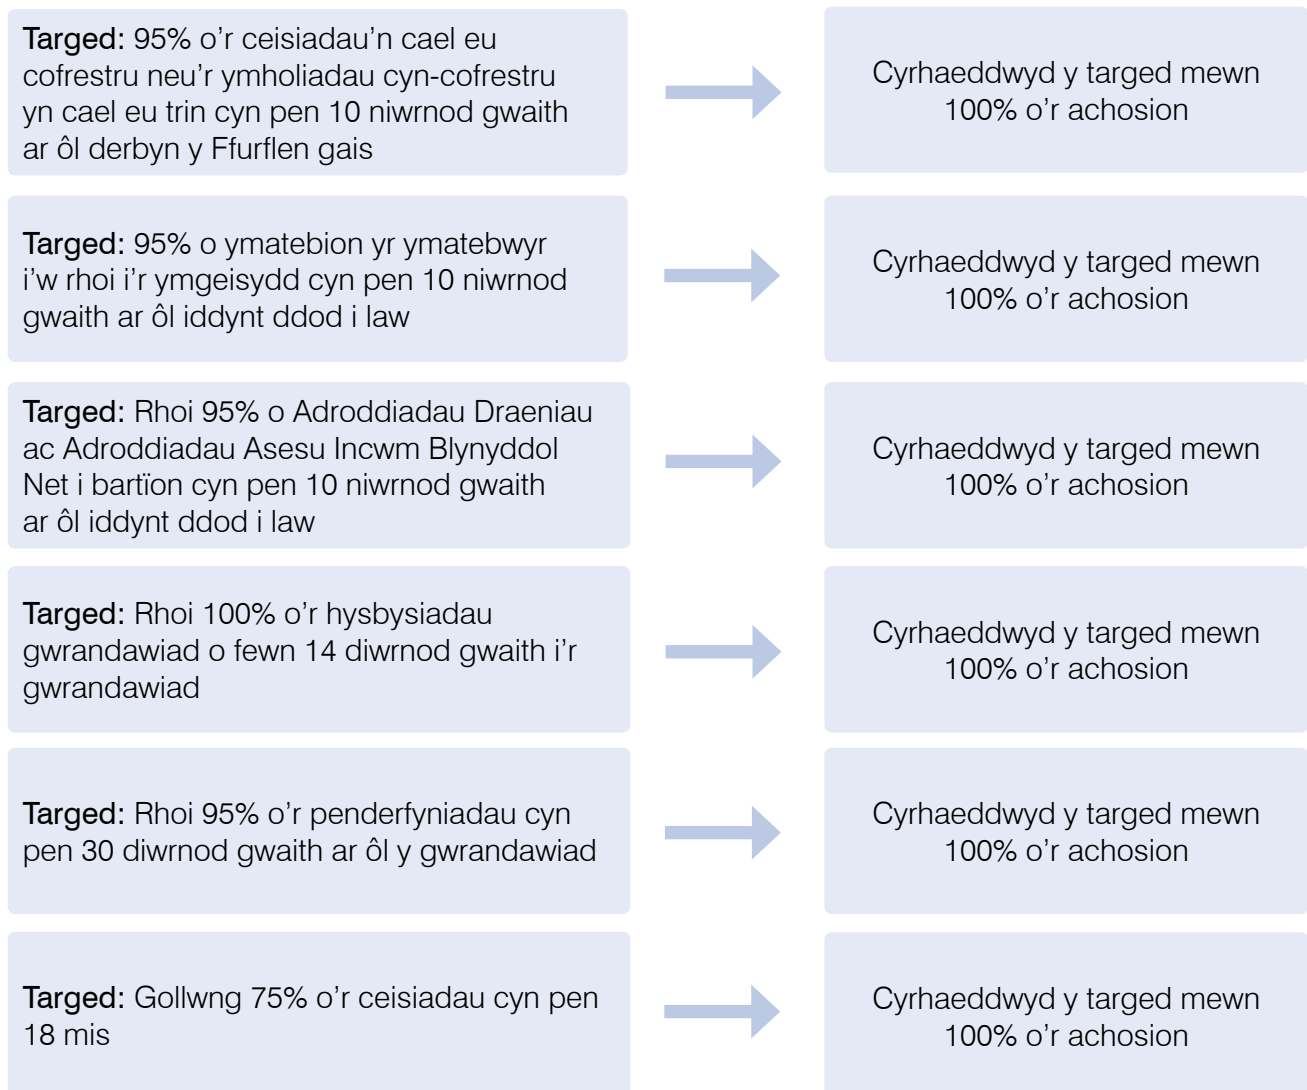 Targed: 95% o’r ceisiadau’n cael eu
cofrestru neu’r ymholiadau cyn-cofrestru
yn cael eu trin cyn pen 10 niwrnod gwaith
ar ôl derbyn y Ffurflen gais
Cyrhaeddwyd y targed mewn
100% o’r achosion
Targed: 95% o ymatebion yr ymatebwyr
i’w rhoi i’r ymgeisydd cyn pen 10 niwrnod
gwaith ar ôl iddynt ddod i law
Cyrhaeddwyd y targed mewn
100% o’r achosion
Targed: Rhoi 95% o Adroddiadau Draeniau
ac Adroddiadau Asesu Incwm Blynyddol
Net i bartïon cyn pen 10 niwrnod gwaith
ar ôl iddynt ddod i law
Cyrhaeddwyd y targed mewn
100% o’r achosion
Targed: Rhoi 100% o’r hysbysiadau
gwrandawiad o fewn 14 diwrnod gwaith i’r
gwrandawiad
Cyrhaeddwyd y targed mewn
100% o’r achosion
Targed: Rhoi 95% o’r penderfyniadau cyn
pen 30 diwrnod gwaith ar ôl y gwrandawiad
Cyrhaeddwyd y targed mewn
100% o’r achosion
Targed: Gollwng 75% o’r ceisiadau cyn pen
18 mis
Cyrhaeddwyd y targed mewn
100% o’r achosion